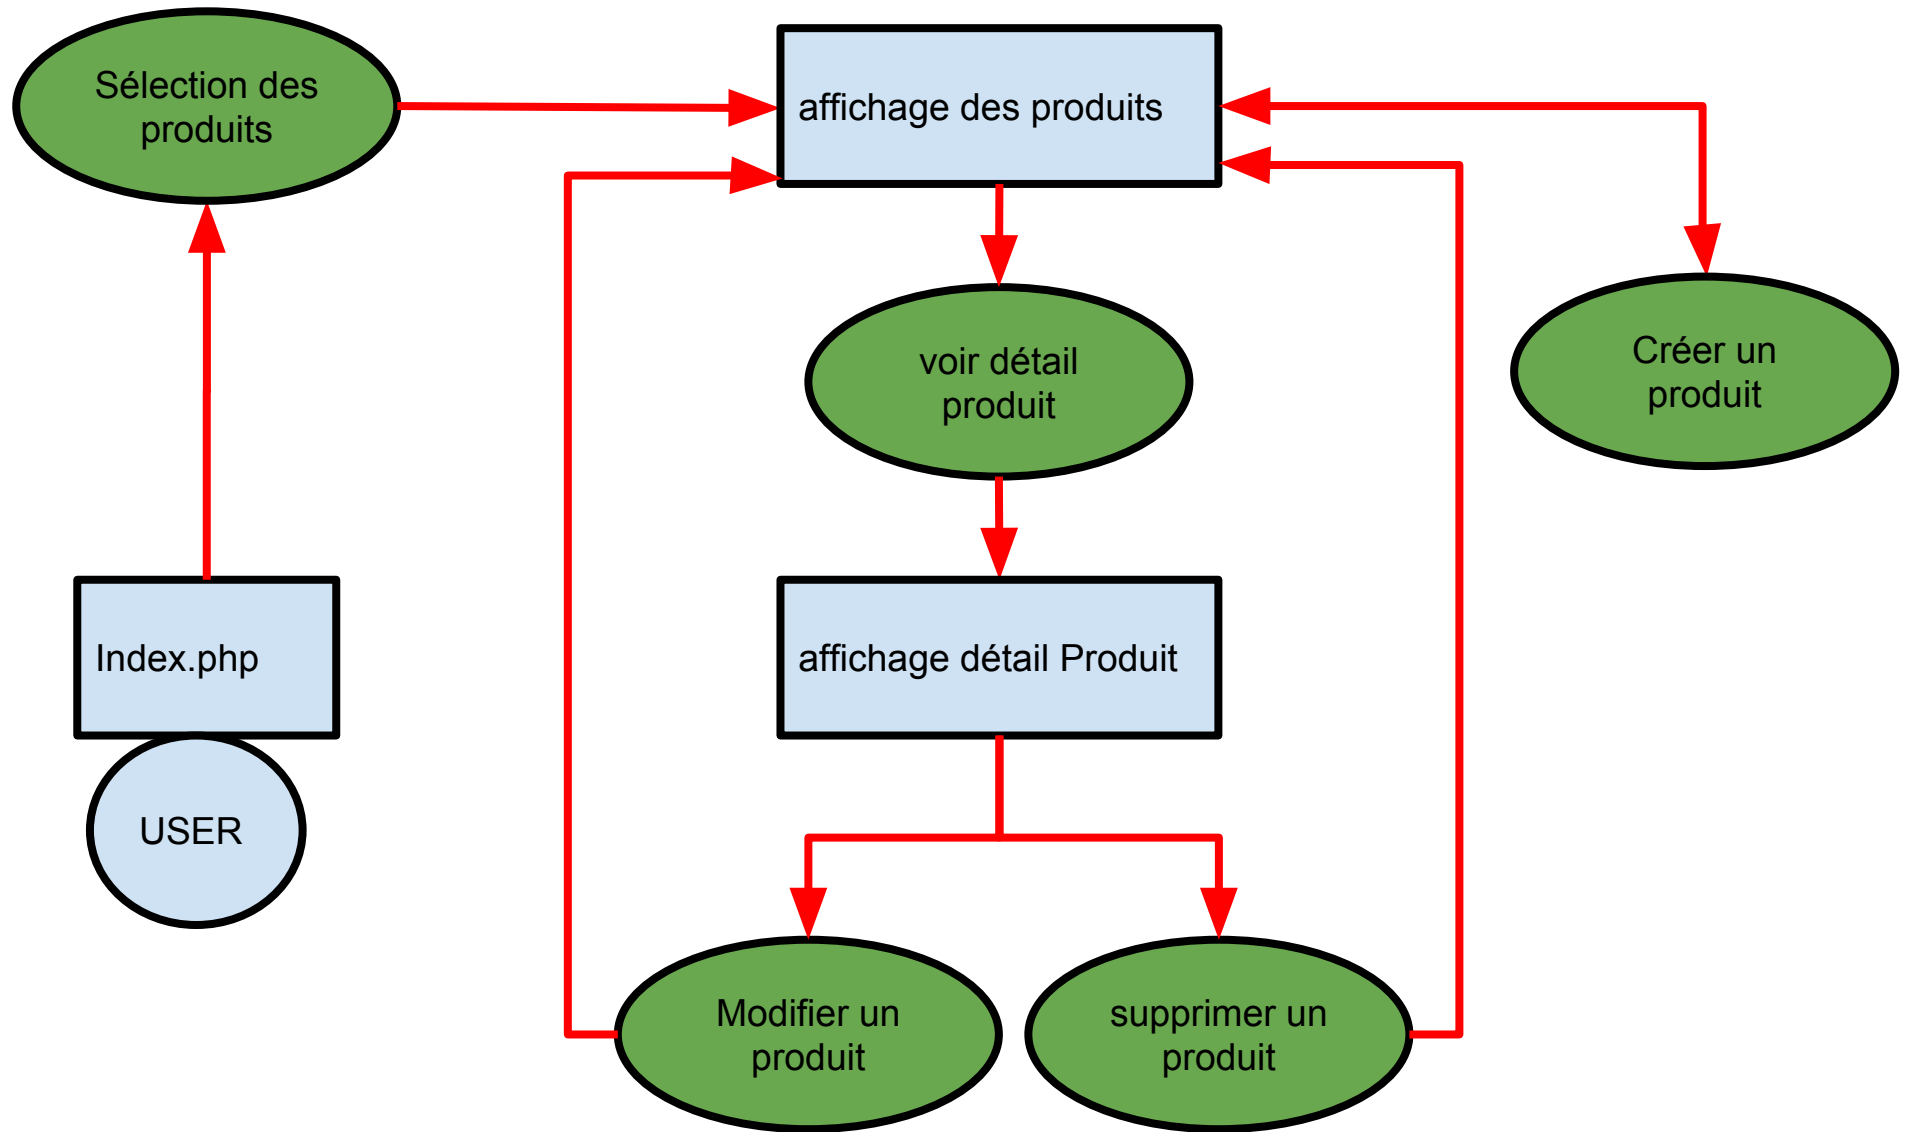 Sélection des
produits
affichage des produits
voir détail
produit
Créer un
produit
Index.php
affichage détail Produit
USER
Modifier un
produit
supprimer un
produit